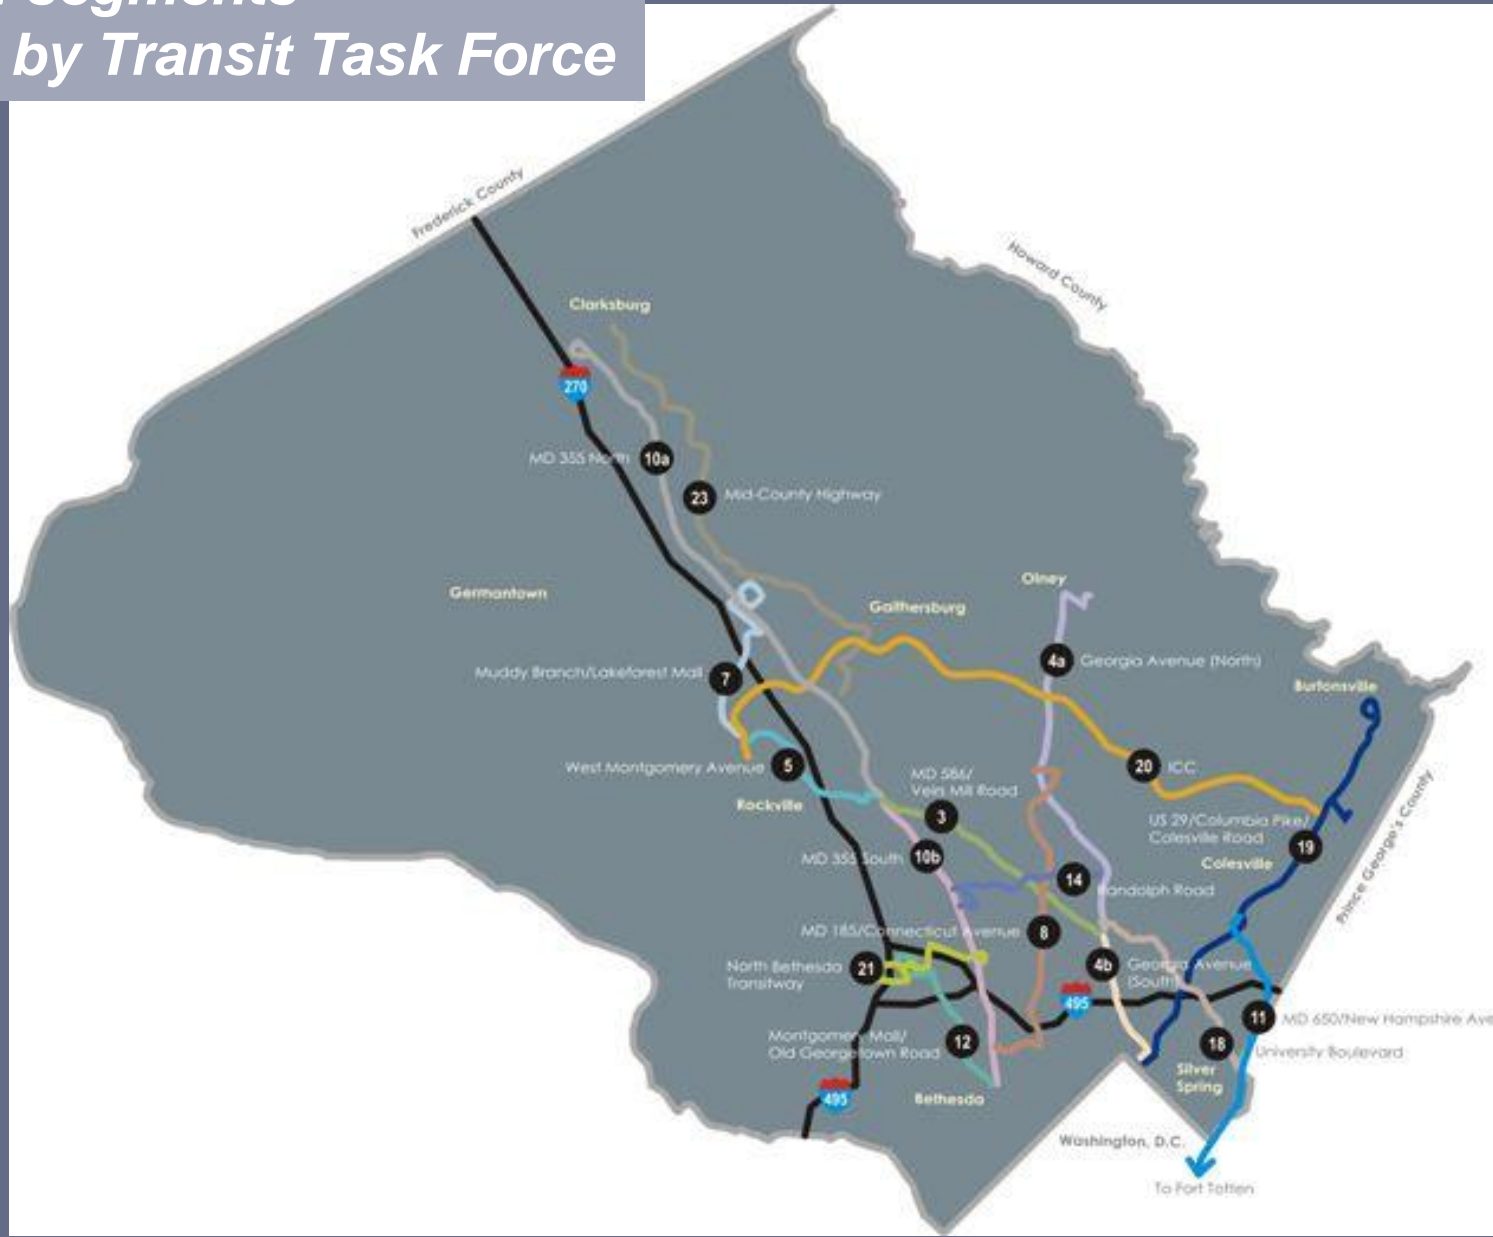 segments
by Transit Task Force
Frederick County
Howard County
Clarksburg
270
MD 355 North
10a
23
Mid-County Highway
Germantown
Olney
Gaithersburg
4a
Georgia Avenue (North)
Muddy Branch/Lakeforest Mall
7
Burtonsville
West Montgomery Avenue
5
20
ICC
MD 586/
Veirs Mill Road
Rockville
3
US 29/Columbia Pike/
Colesville Road
19
MD 355 South
10b
Colesville
14
Randolph Road
Prince George's County
MD 185/Connecticut Avenue
8
North Bethesda
Transitway
21
4b
Georgia Avenue
(South)
495
11
MD 650/New Hampshire Ave
Montgomery Mall/
Old Georgetown Road
12
18
University Boulevard
Silver
Spring
495
Bethesda
Washington, D.C.
To Fort Totten